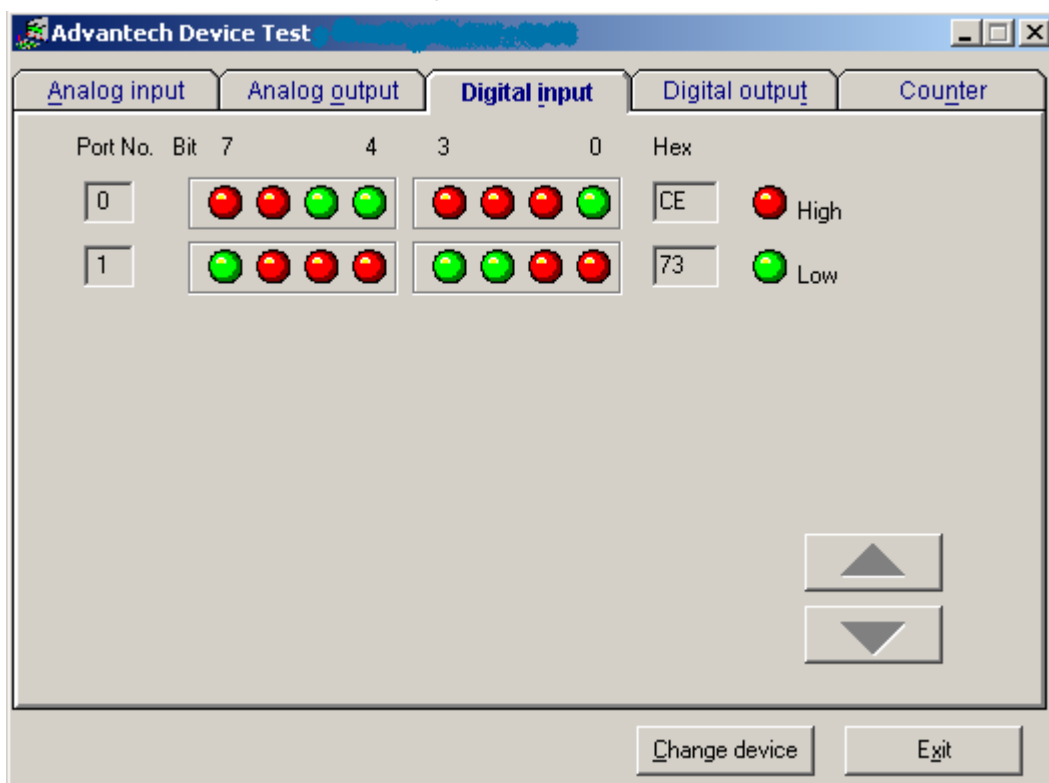 Advantech Device Test
Analog input Analog output Digital input Digital output Counter
Port No. Bit 7 4 3 0 Hex
0 CE High
1 73 Low
Change device Exit